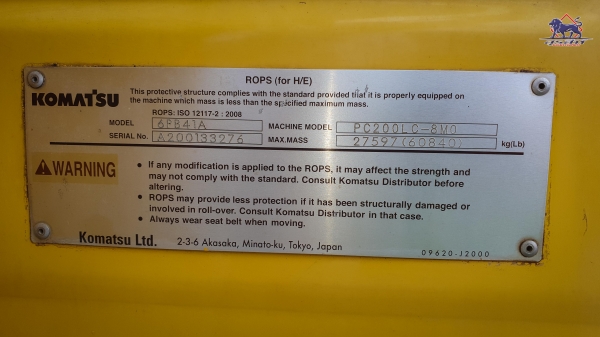 ROPS (for H/E)
KOMATSU
This protective structure complies with the standard provided that it is properly equipped on
the machine which mass is less than the specified maximum mass.
ROPS: ISO 12117-2 : 2008
MODEL 6BB41A MACHINE MODEL PC200LC-8M0
SERIAL No. A200133276 MAX.MASS 27597(60840) kg(Lb)
WARNING
• If any modification is applied to the ROPS, it may affect the strength and
may not comply with the standard. Consult Komatsu Distributor before
altering.
• ROPS may provide less protection if it has been structurally damaged or
involved in roll-over. Consult Komatsu Distributor in that case.
• Always wear seat belt when moving.
Komatsu Ltd. 2-3-6 Akasaka, Minato-ku, Tokyo, Japan
09620-J2000